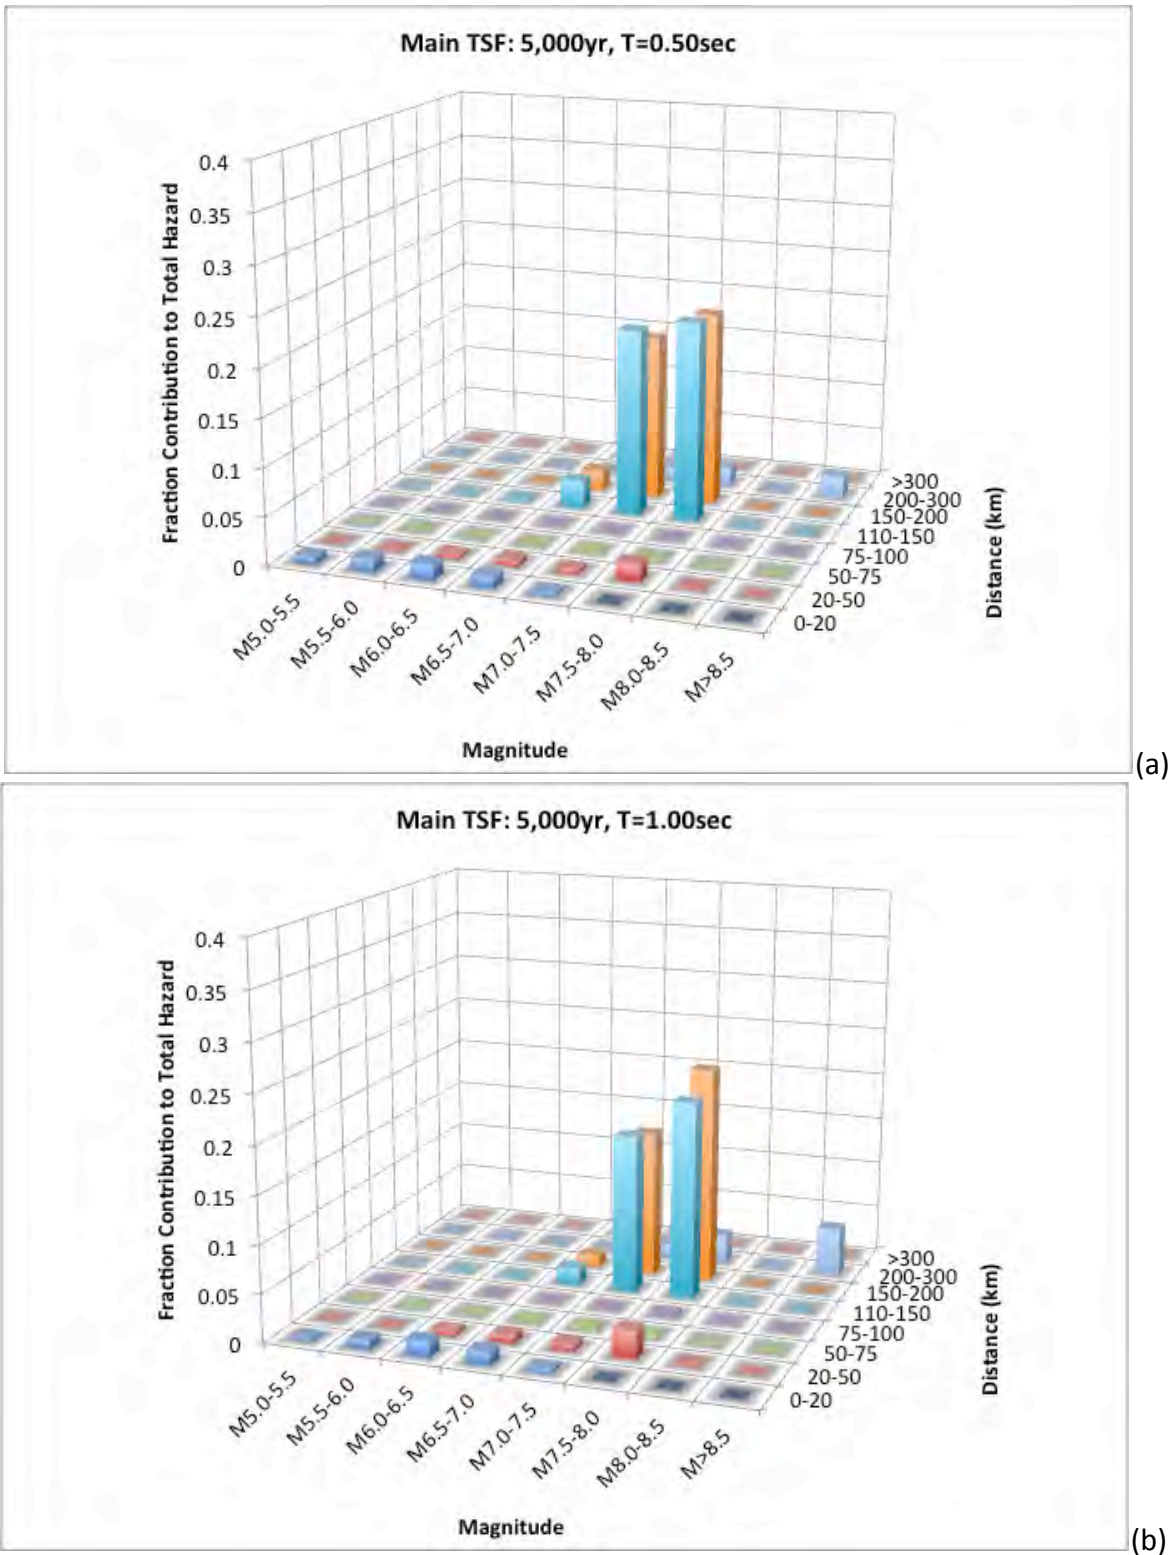 Main TSF: 5,000yr, T=0.50sec
Fraction Contribution to Total Hazard
0.4
0.35
0.3
0.25
0.2
0.15
0.1
0.05
0
M5.0-5.5
M5.5-6.0
M6.0-6.5
M6.5-7.0
M7.0-7.5
M7.5-8.0
M8.0-8.5
M>8.5
Magnitude
>300
200-300
150-200
110-150
75-100
50-75
20-50
0-20
Distance (km)
(a)
Main TSF: 5,000yr, T=1.00sec
Fraction Contribution to Total Hazard
0.4
0.35
0.3
0.25
0.2
0.15
0.1
0.05
0
M5.0-5.5
M5.5-6.0
M6.0-6.5
M6.5-7.0
M7.0-7.5
M7.5-8.0
M8.0-8.5
M>8.5
Magnitude
>300
200-300
150-200
110-150
75-100
50-75
20-50
0-20
Distance (km)
(b)